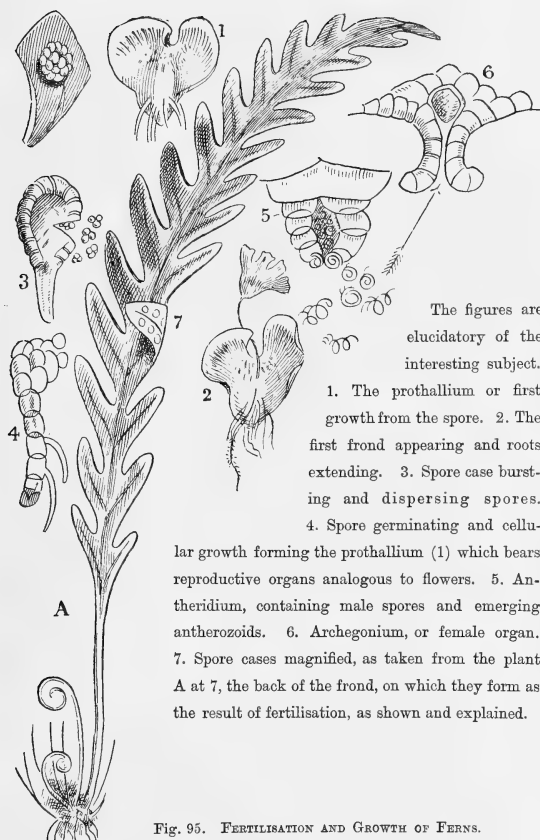 1
6
5
3
7
2
4
A
The figures are
elucidatory of the
interesting subject.
1. The prothallium or first
growth from the spore. 2. The
first frond appearing and roots
extending. 3. Spore case burst-
ing and dispersing spores.
4. Spore germinating and cellu-
lar growth forming the prothallium (1) which bears
reproductive organs analogous to flowers. 5. An-
theridium, containing male spores and emerging
antherozoids. 6. Archegonium, or female organ.
7. Spore cases magnified, as taken from the plant
A at 7, the back of the frond, on which they form as
the result of fertilisation, as shown and explained.
Fig. 95. Fertilisation and Growth of Ferns.